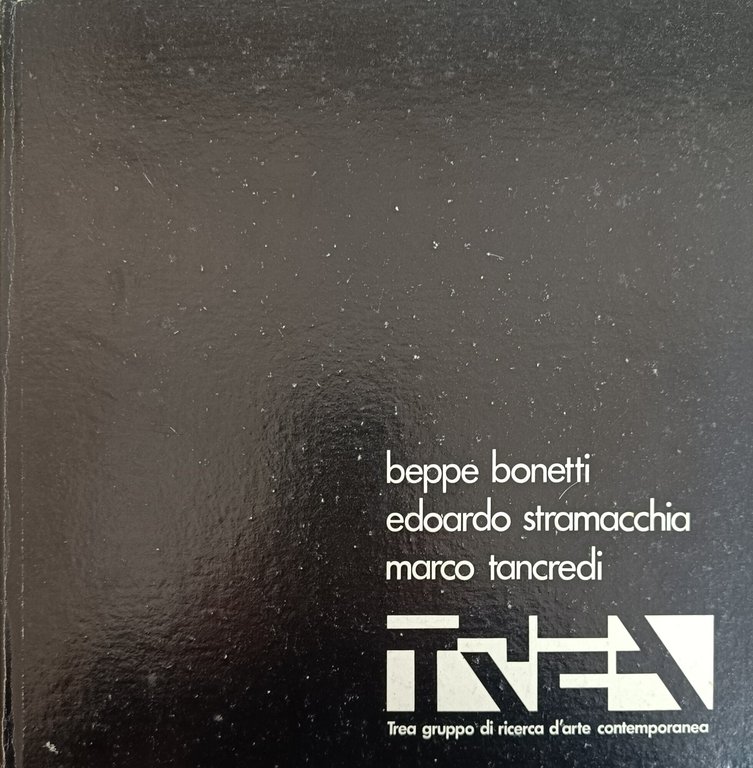 beppe bonetti
edoardo stramacchia
marco tancredi
TREA
Trea gruppo di ricerca d'arte contemporanea